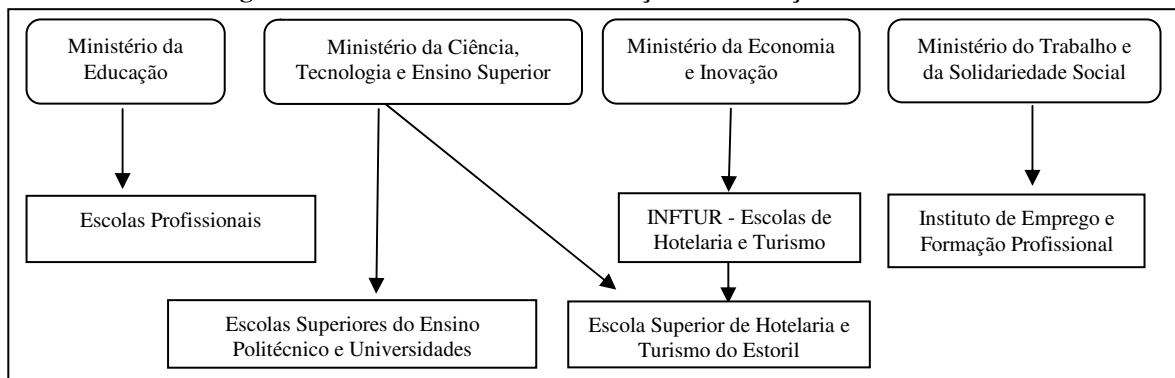 Ministério da
Educação
Ministério da Ciência,
Tecnologia e Ensino Superior
Ministério da Economia
e Inovação
Ministério do Trabalho e
da Solidariedade Social
Escolas Profissionais
INFTUR - Escolas de
Hotelaria e Turismo
Instituto de Emprego e
Formação Profissional
Escolas Superiores do Ensino
Politécnico e Universidades
Escola Superior de Hotelaria e
Turismo do Estoril